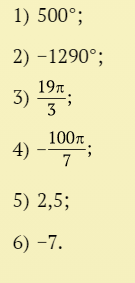 1) 500°;
2) –1290°;
3) 19π/3;
4) –100π/7;
5) 2,5;
6) –7.